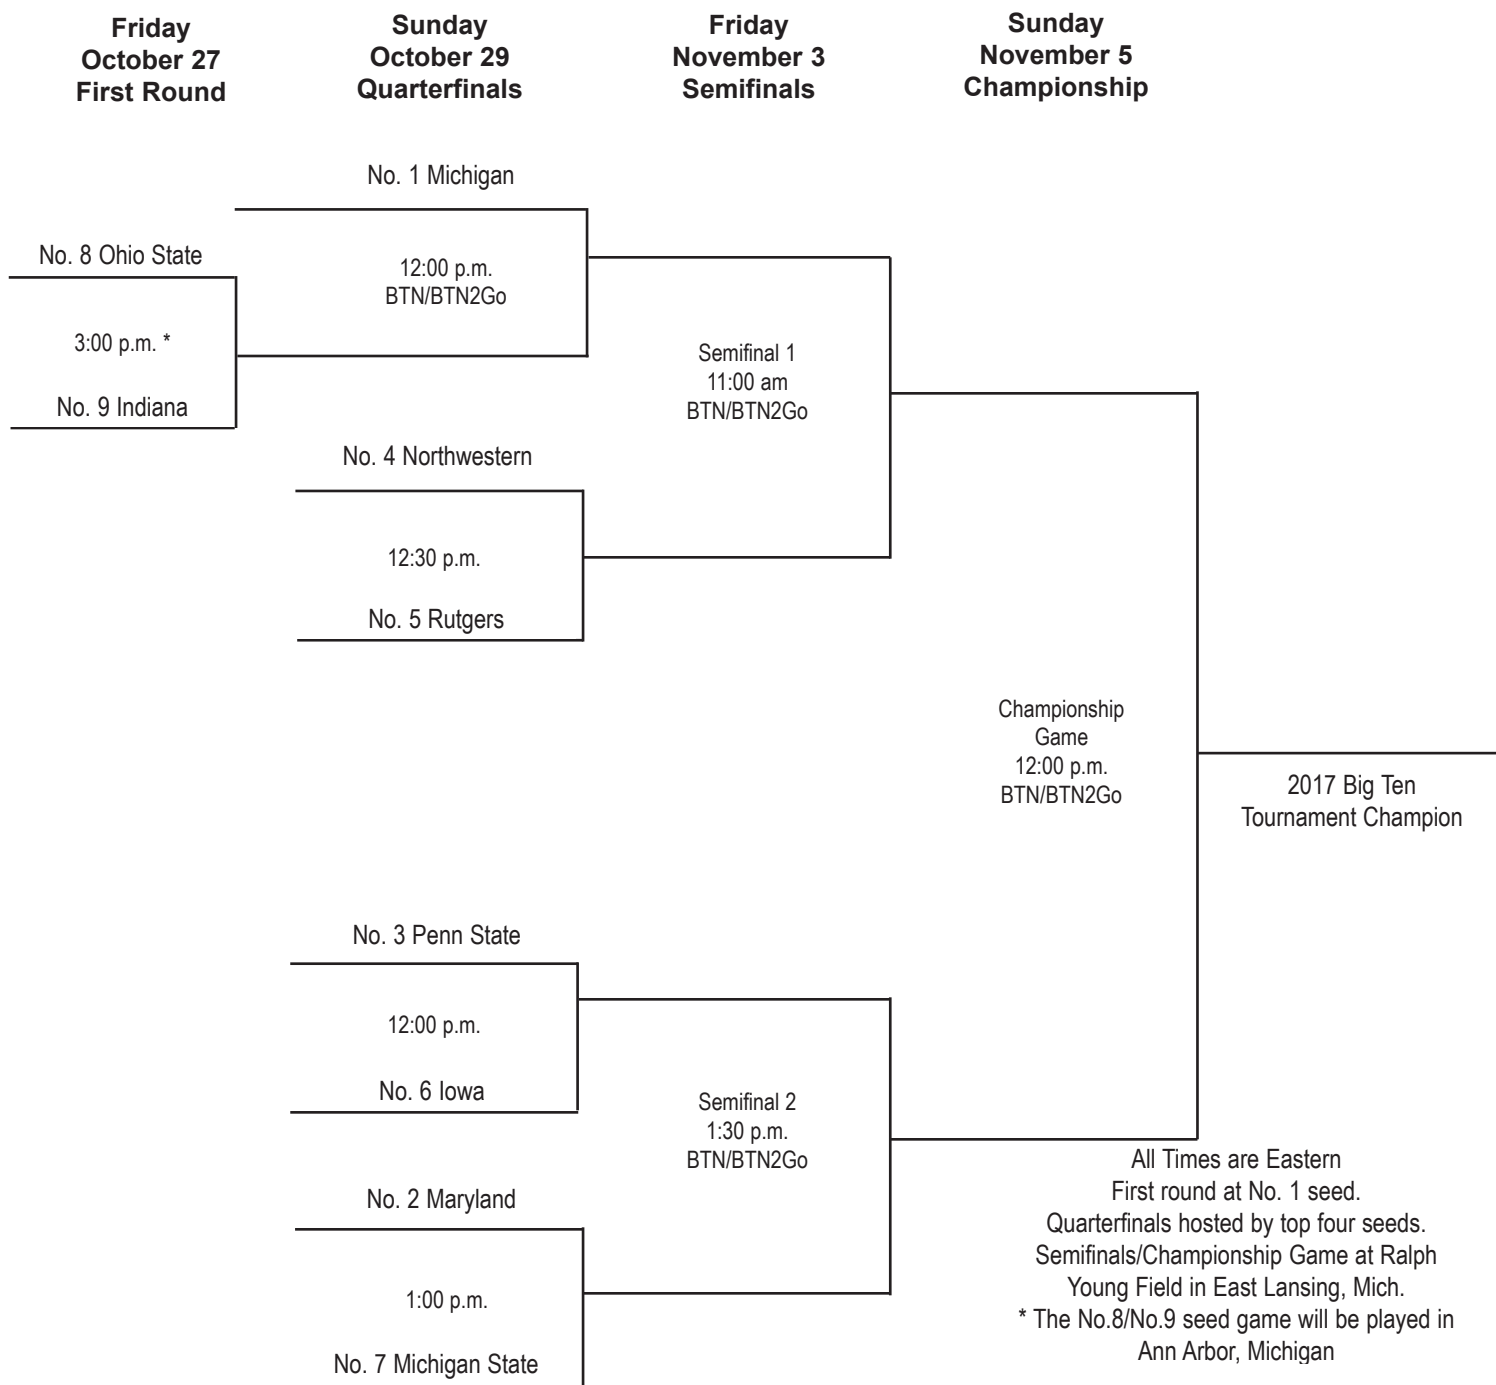 Friday
October 27
First Round
Sunday
October 29
Quarterfinals
Friday
November 3
Semifinals
Sunday
November 5
Championship
No. 1 Michigan
No. 8 Ohio State
12:00 p.m.
BTN/BTN2Go
3:00 p.m. *
No. 9 Indiana
Semifinal 1
11:00 am
BTN/BTN2Go
No. 4 Northwestern
12:30 p.m.
No. 5 Rutgers
Championship
Game
12:00 p.m.
BTN/BTN2Go
2017 Big Ten
Tournament Champion
No. 3 Penn State
12:00 p.m.
No. 6 Iowa
Semifinal 2
1:30 p.m.
BTN/BTN2Go
No. 2 Maryland
1:00 p.m.
No. 7 Michigan State
All Times are Eastern
First round at No. 1 seed.
Quarterfinals hosted by top four seeds.
Semifinals/Championship Game at Ralph
Young Field in East Lansing, Mich.
* The No.8/No.9 seed game will be played in
Ann Arbor, Michigan